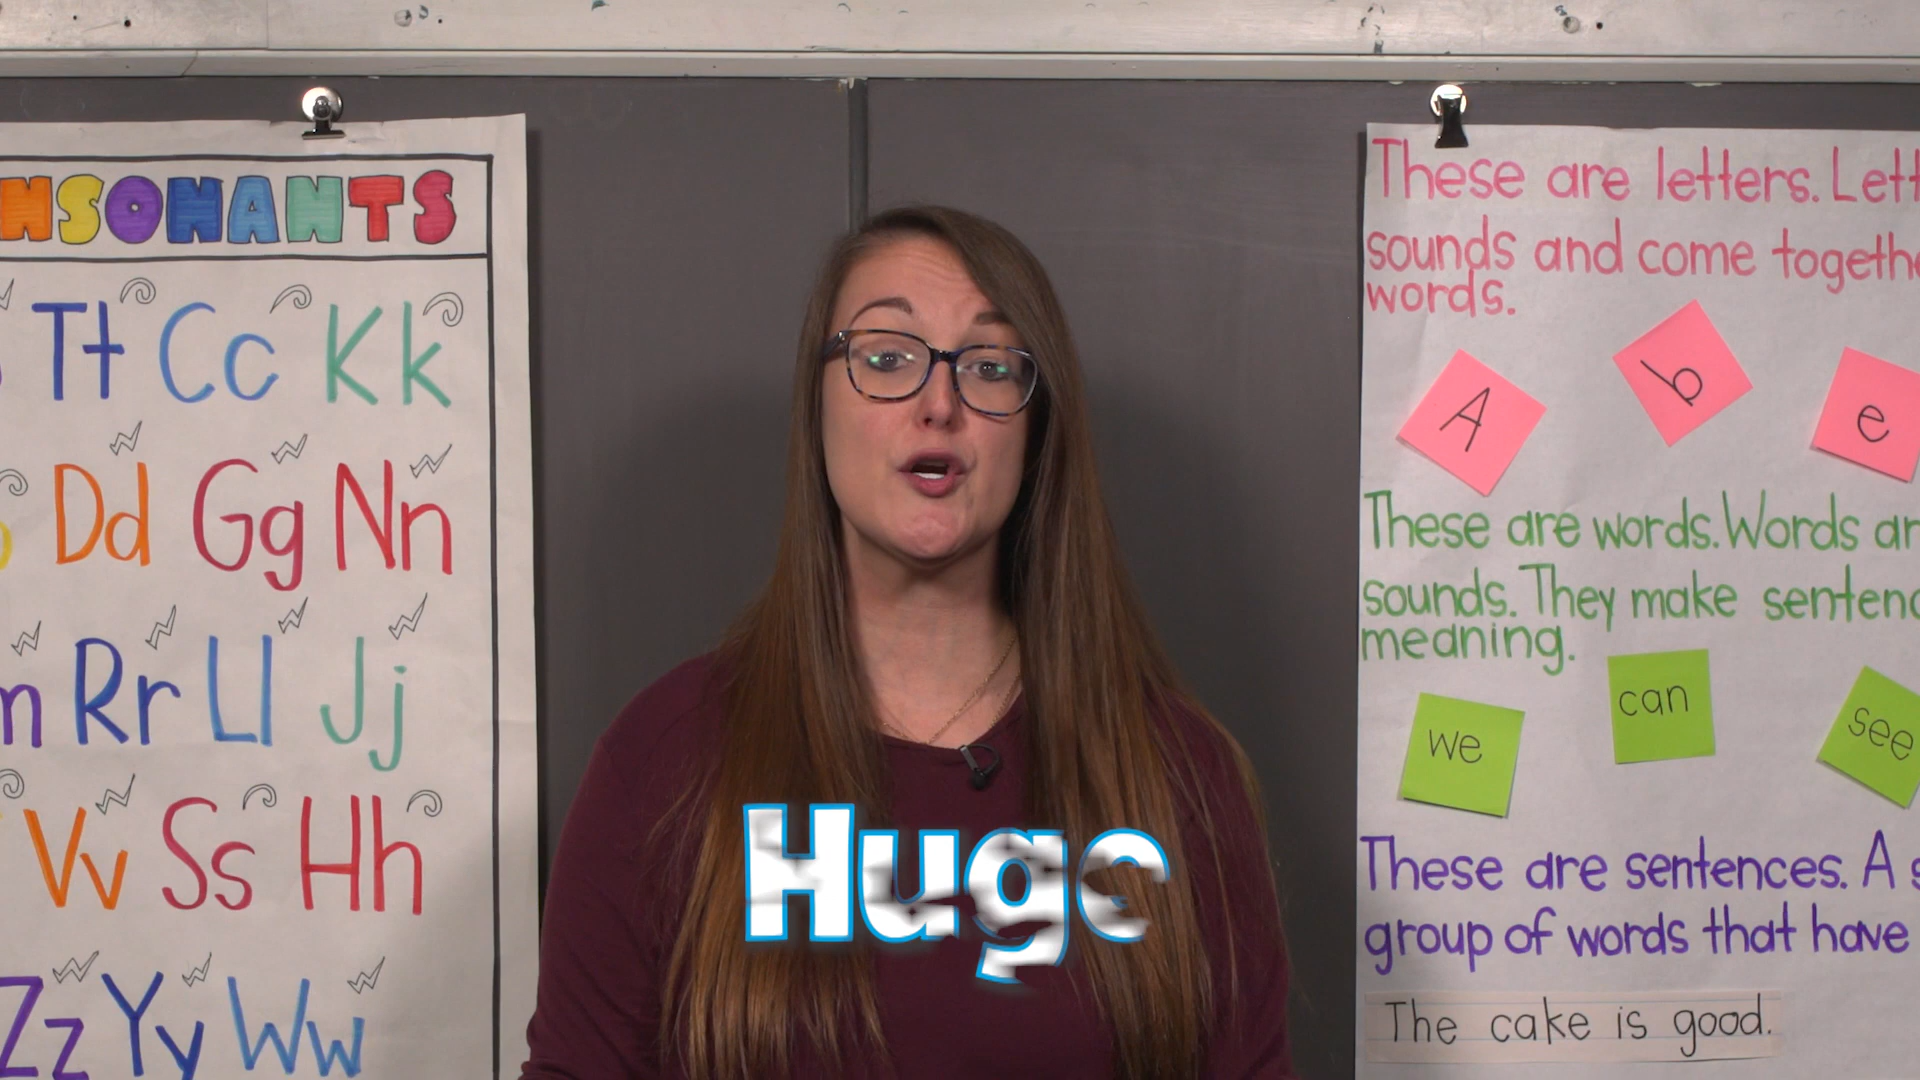 NSONANTS
Tt Cc Kk
Dd Gg Nn
Rr Ll Jj
Vv Ss Hh
Zz Yy Ww
These are letters. Lett
sounds and come togethe
words.
A b e
These are words. Words ar
sounds. They make sentenc
meaning.
we can see
These are sentences. A s
group of words that have
The cake is good.
Huge